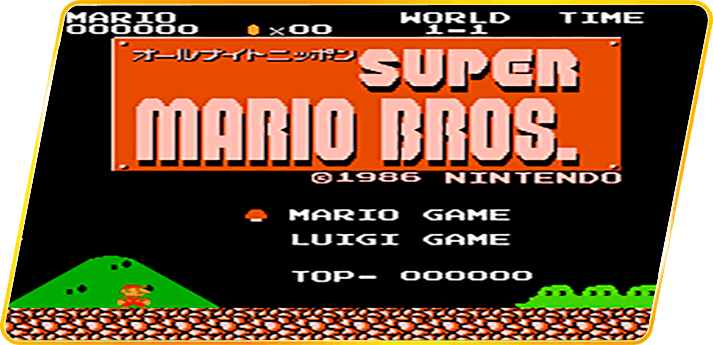 MARIO WORLD TIME
000000 ×00 1-1
オールナイトニッポン SUPER
MARIO BROS.
©1986 NINTENDO
MARIO GAME
LUIGI GAME
TOP- 000000